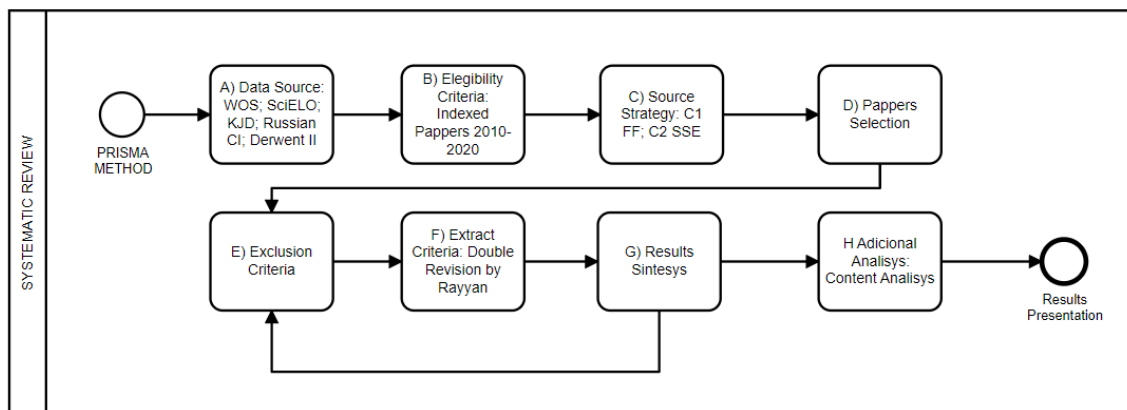 SYSTEMATIC REVIEW
PRISMA
METHOD
A) Data Source:
WOS; SciELO;
KJD; Russian
CI; Derwent II
B) Elegibility
Criteria:
Indexed
Pappers 2010-
2020
C) Source
Strategy: C1
FF; C2 SSE
D) Pappers
Selection
E) Exclusion
Criteria
F) Extract
Criteria: Double
Revision by
Rayyan
G) Results
Sintesys
H Adicional
Analisys:
Content Analisys
Results
Presentation